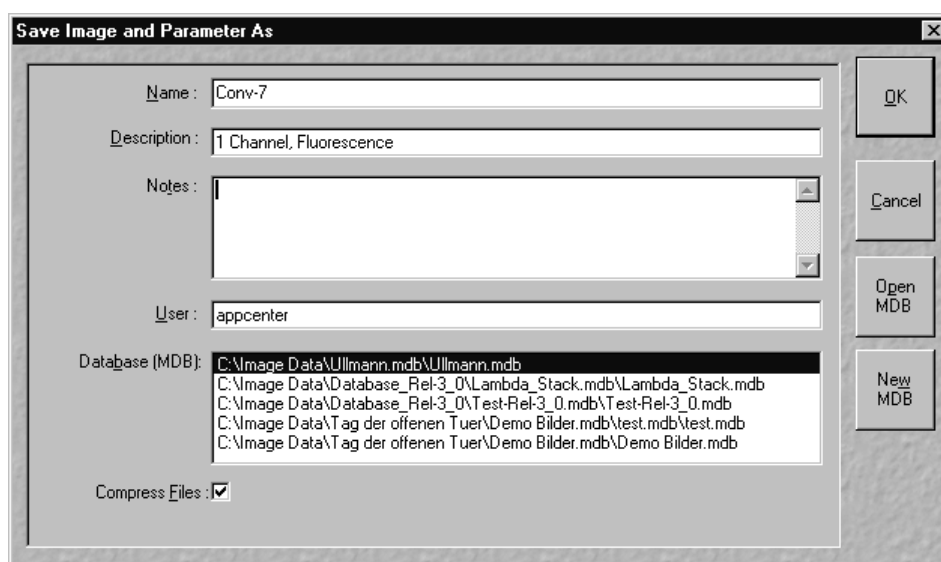 Save Image and Parameter As
Name : Conv-7
OK
Description : 1 Channel, Fluorescence
Notes :
Cancel
Open
MDB
User : appcenter
Database (MDB): C:\Image Data\Ullmann.mdb\Ullmann.mdb
C:\Image Data\Database_Rel-3_0\Lambda_Stack.mdb\Lambda_Stack.mdb
C:\Image Data\Database_Rel-3_0\Test-Rel-3_0.mdb\Test-Rel-3_0.mdb
C:\Image Data\Tag der offenen Tuer\Demo Bilder.mdb\test.mdb\test.mdb
C:\Image Data\Tag der offenen Tuer\Demo Bilder.mdb\Demo Bilder.mdb
New
MDB
Compress Files :